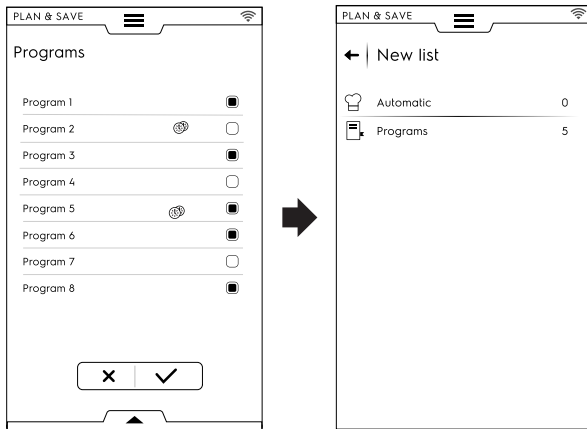 PLAN & SAVE
Programs
Program 1
Program 2
Program 3
Program 4
Program 5
Program 6
Program 7
Program 8
PLAN & SAVE
New list
Automatic 0
Programs 5